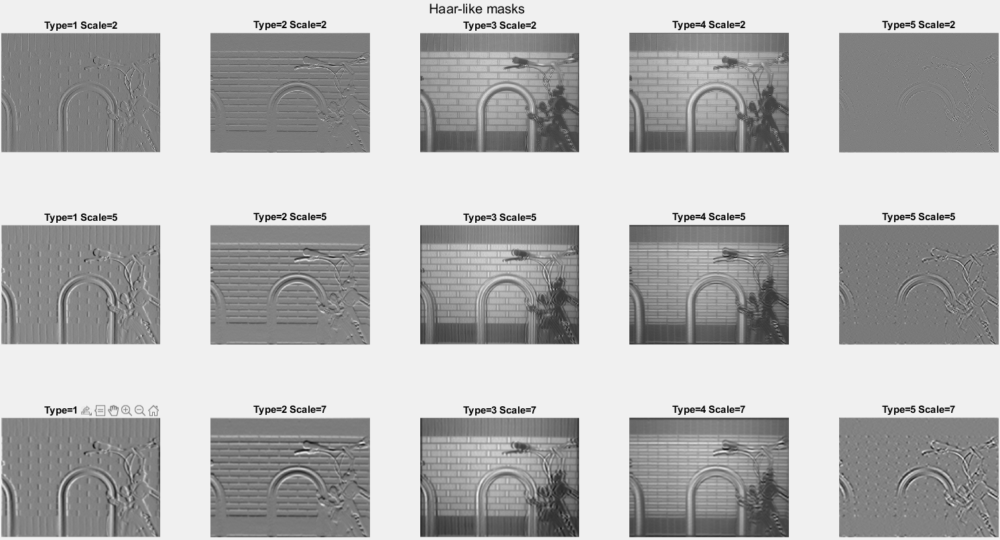 Haar-like masks
Type=1 Scale=2
Type=2 Scale=2
Type=3 Scale=2
Type=4 Scale=2
Type=5 Scale=2
Type=1 Scale=5
Type=2 Scale=5
Type=3 Scale=5
Type=4 Scale=5
Type=5 Scale=5
Type=1
Type=2 Scale=7
Type=3 Scale=7
Type=4 Scale=7
Type=5 Scale=7